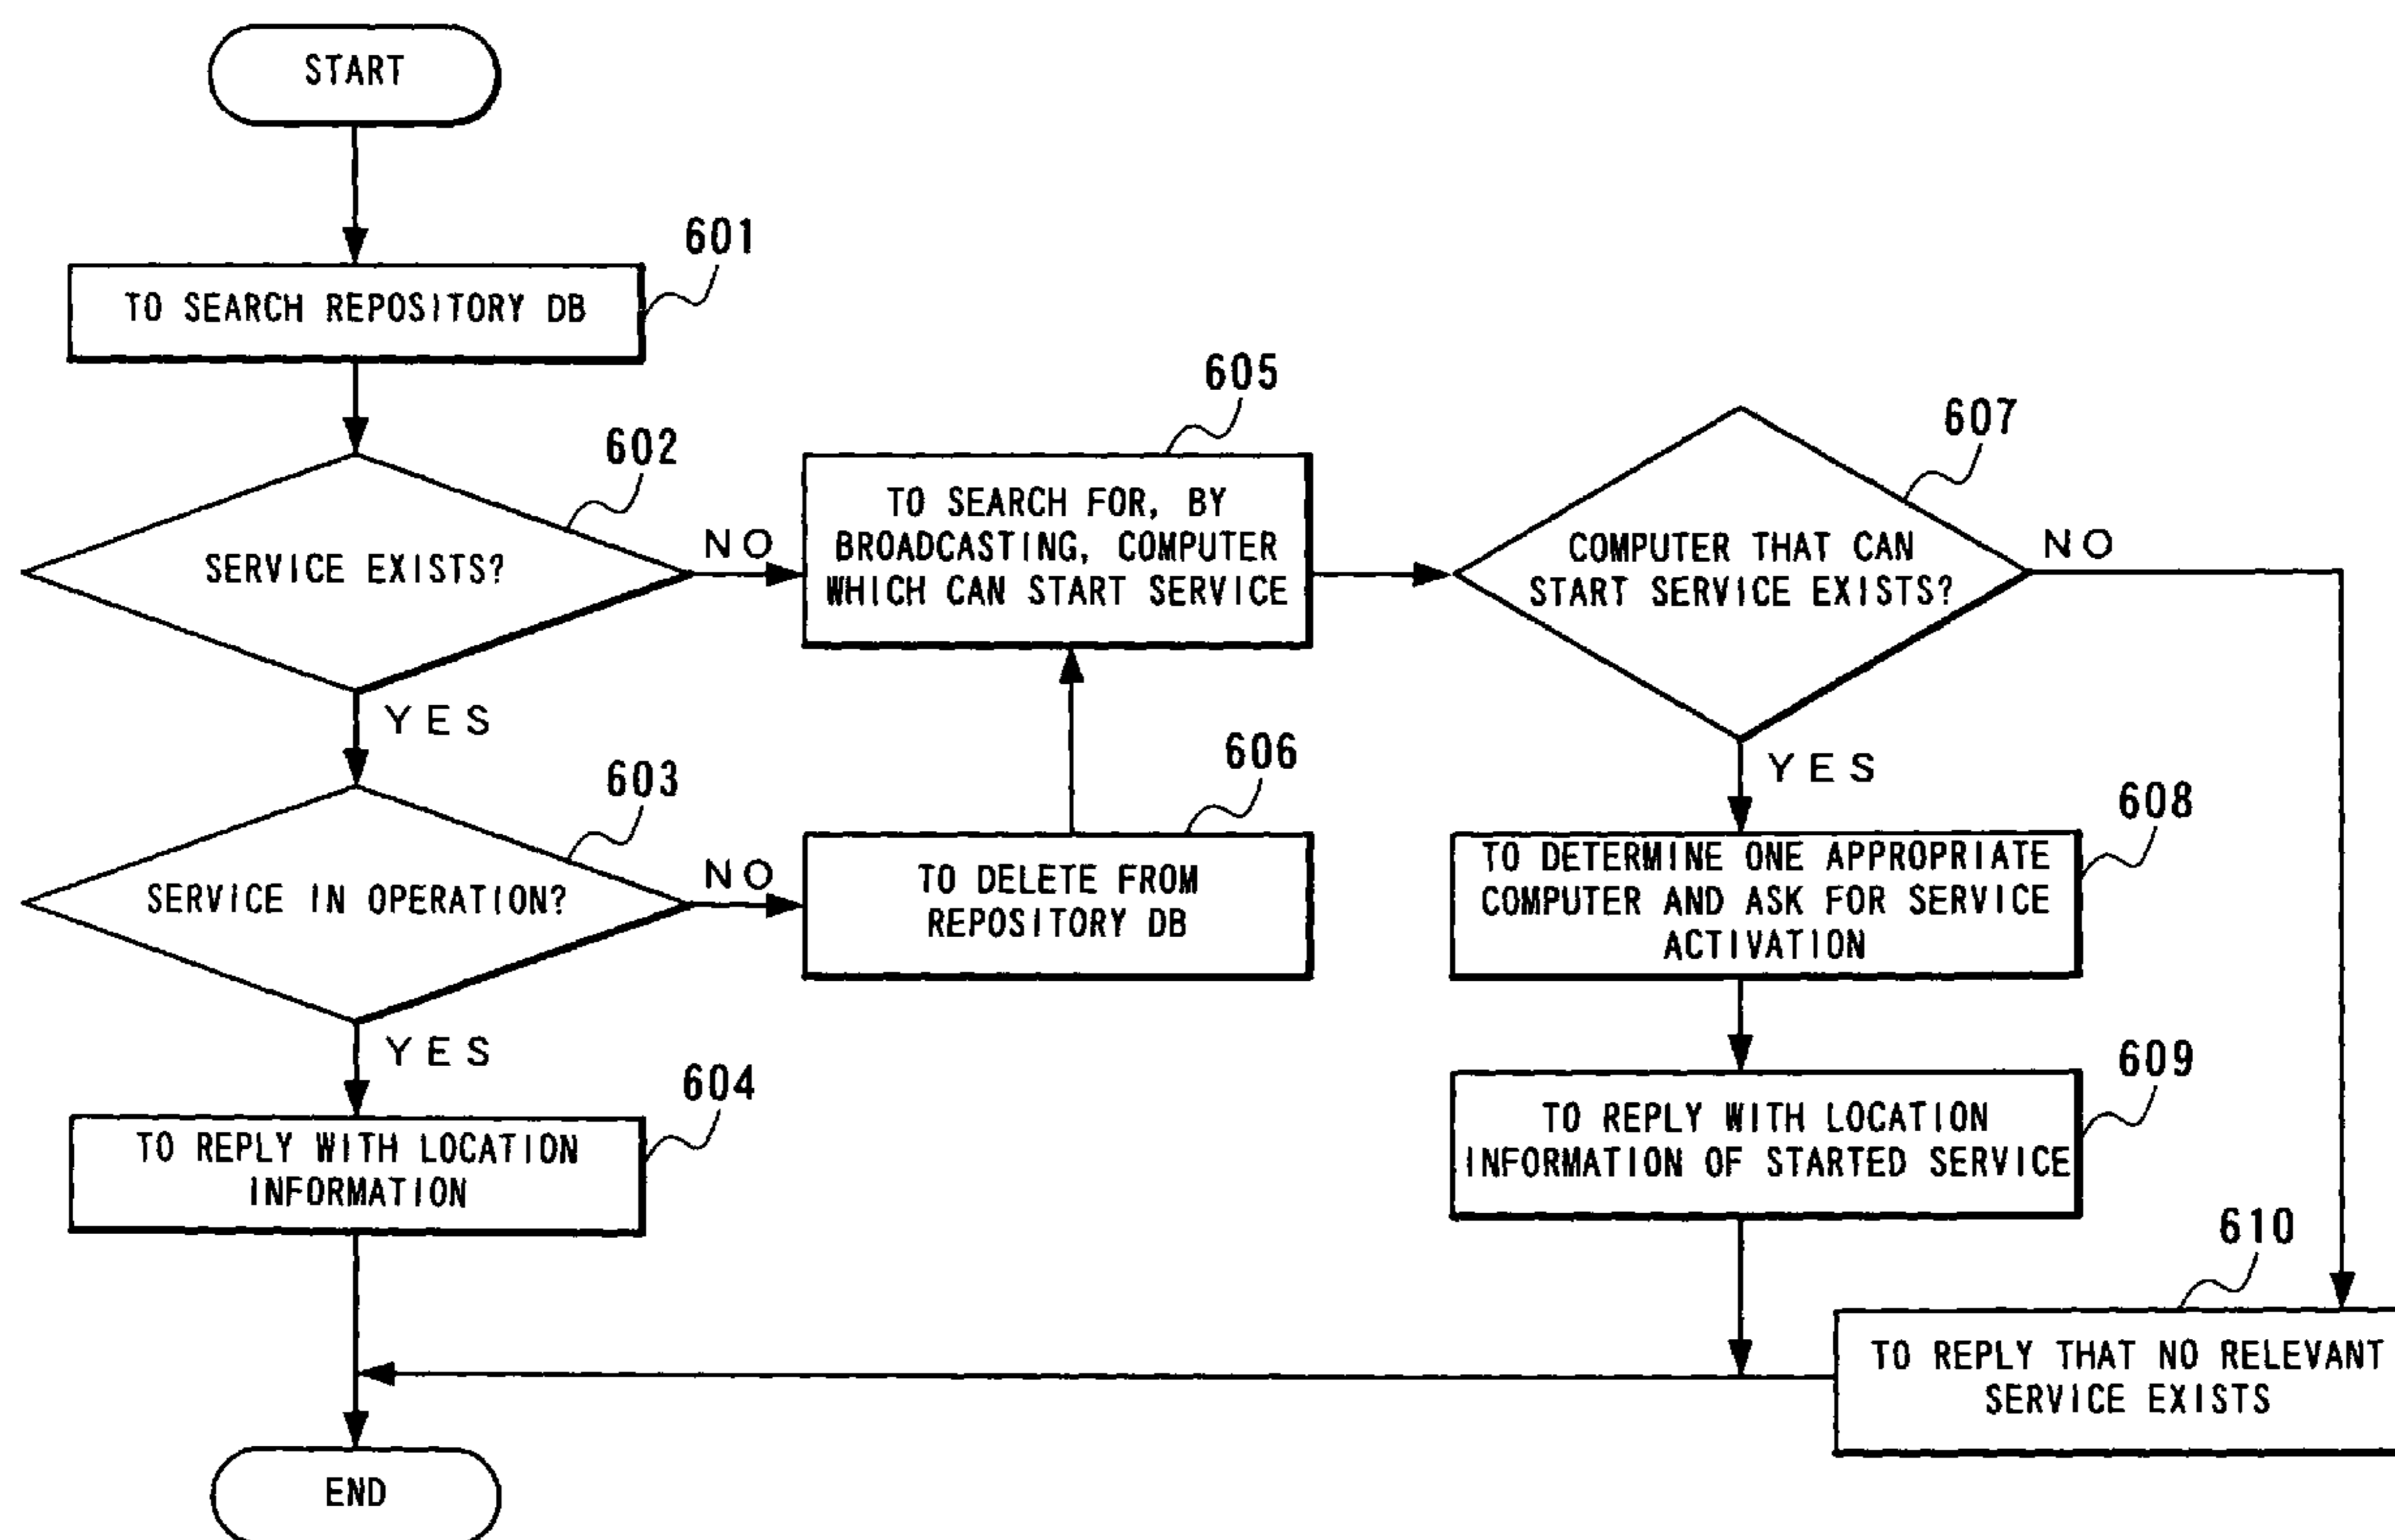 START
601
TO SEARCH REPOSITORY DB
602
SERVICE EXISTS?
NO
YES
603
SERVICE IN OPERATION?
NO
YES
604
TO REPLY WITH LOCATION
INFORMATION
END
605
TO SEARCH FOR, BY
BROADCASTING, COMPUTER
WHICH CAN START SERVICE
606
TO DELETE FROM
REPOSITORY DB
607
COMPUTER THAT CAN
START SERVICE EXISTS?
NO
YES
608
TO DETERMINE ONE APPROPRIATE
COMPUTER AND ASK FOR SERVICE
ACTIVATION
609
TO REPLY WITH LOCATION
INFORMATION OF STARTED SERVICE
610
TO REPLY THAT NO RELEVANT
SERVICE EXISTS